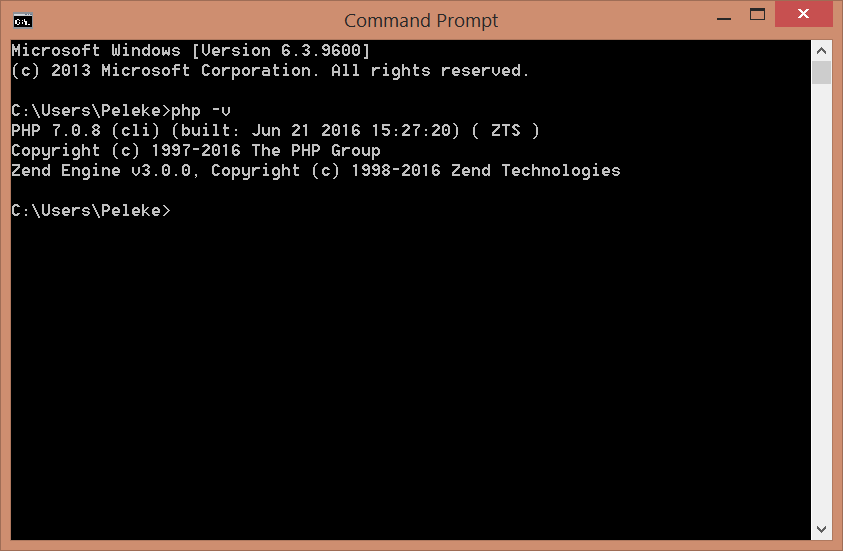 Command Prompt
Microsoft Windows [Version 6.3.9600]
(c) 2013 Microsoft Corporation. All rights reserved.
C:\Users\Peleke>php -v
PHP 7.0.8 (cli) (built: Jun 21 2016 15:27:20) ( ZTS )
Copyright (c) 1997-2016 The PHP Group
Zend Engine v3.0.0, Copyright (c) 1998-2016 Zend Technologies
C:\Users\Peleke>